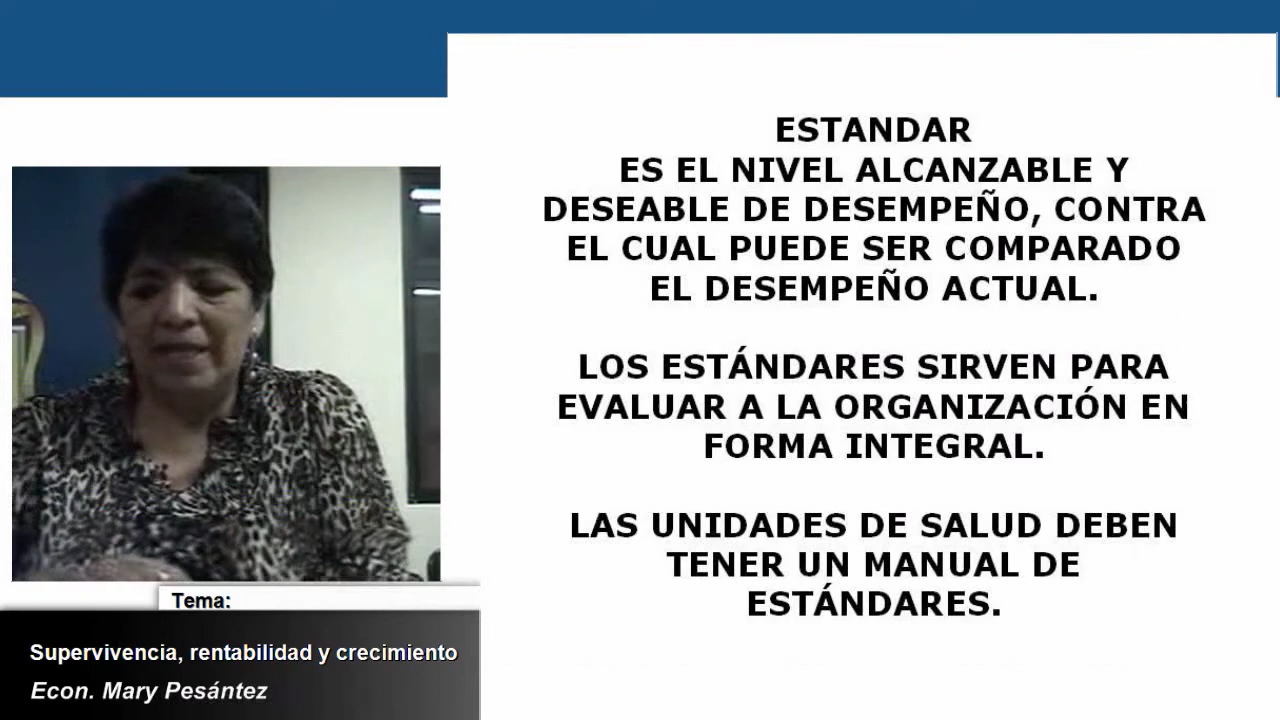 ESTANDAR
ES EL NIVEL ALCANZABLE Y
DESEABLE DE DESEMPEÑO, CONTRA
EL CUAL PUEDE SER COMPARADO
EL DESEMPEÑO ACTUAL.
LOS ESTÁNDARES SIRVEN PARA
EVALUAR A LA ORGANIZACIÓN EN
FORMA INTEGRAL.
LAS UNIDADES DE SALUD DEBEN
TENER UN MANUAL DE
ESTÁNDARES.
Tema:
Supervivencia, rentabilidad y crecimiento
Econ. Mary Pesántez